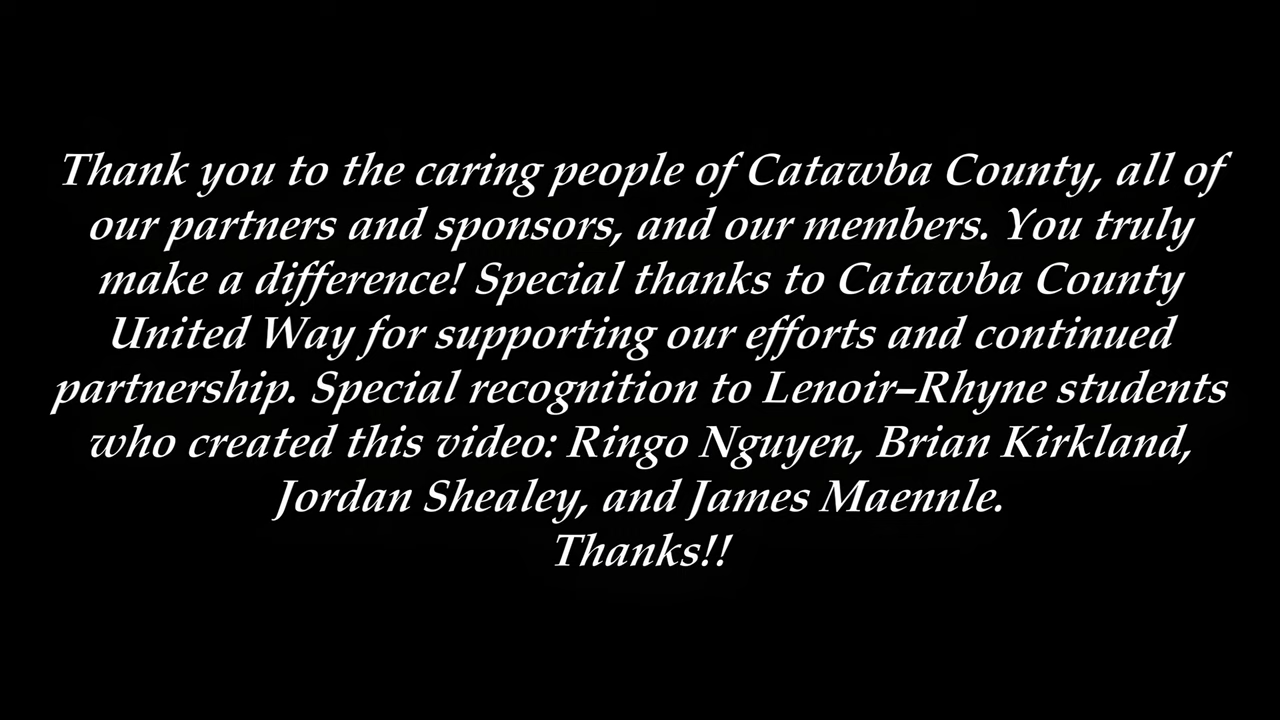 Thank you to the caring people of Catawba County, all of
our partners and sponsors, and our members. You truly
make a difference! Special thanks to Catawba County
United Way for supporting our efforts and continued
partnership. Special recognition to Lenoir–Rhyne students
who created this video: Ringo Nguyen, Brian Kirkland,
Jordan Shealey, and James Maennle.
Thanks!!